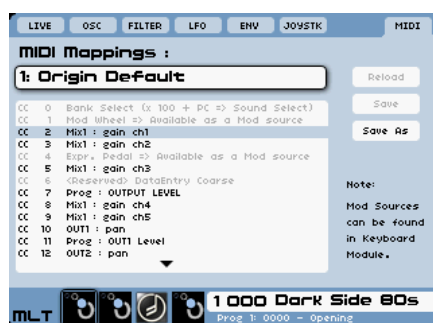 LIVE OSC FILTER LFO ENV JOYSTK MIDI
MIDI Mappings :
1: Origin Default
Reload
Save
Save As
CC 0 Bank Select (x 100 + PC => Sound Select)
CC 1 Mod Wheel => Available as a Mod source
CC 2 Mix1 : gain ch1
CC 3 Mix1 : gain ch2
CC 4 Expr. Pedal => Available as a Mod source
CC 5 Mix1 : gain ch3
CC 6 <Reserved> DataEntry Coarse
CC 7 Prog : OUTPUT LEVEL
CC 8 Mix1 : gain ch4
CC 9 Mix1 : gain ch5
CC 10 OUT1 : pan
CC 11 Prog : OUT1 Level
CC 12 OUT2 : pan
Note:
Mod Sources
can be found
in Keyboard
Module.
MLT
1 000 Dark Side 80s
Prog 1: 0000 - Opening